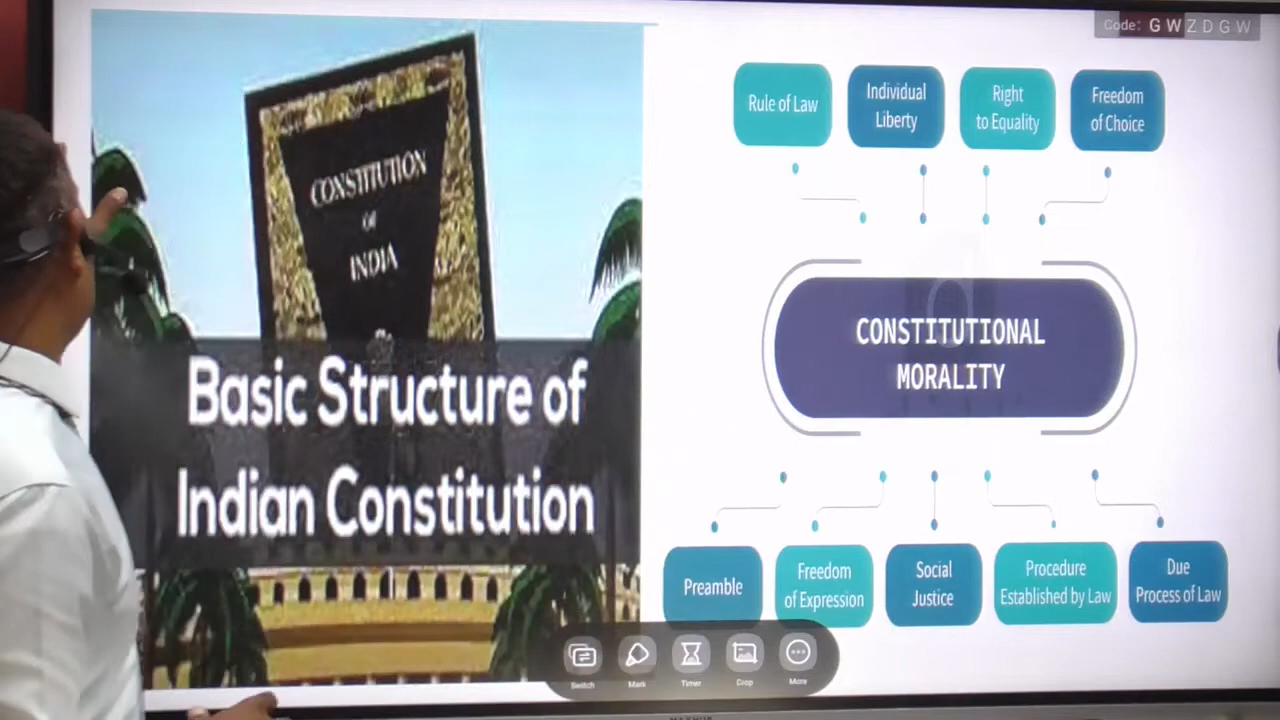 Code: GWZDGW
CONSTITUTION
OF
INDIA
Basic Structure of
Indian Constitution
Rule of Law
Individual
Liberty
Right
to Equality
Freedom
of Choice
CONSTITUTIONAL
MORALITY
Preamble
Freedom
of Expression
Social
Justice
Procedure
Established by Law
Due
Process of Law
Switch
Mark
Timer
Crop
More